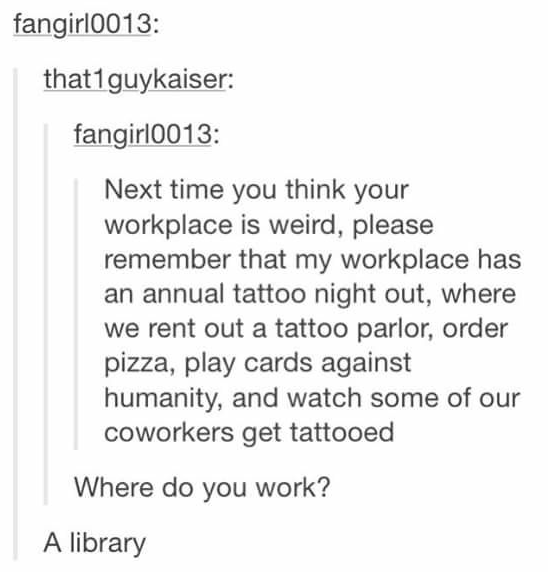 fangirl0013:
that1guykaiser:
fangirl0013:
Next time you think your
workplace is weird, please
remember that my workplace has
an annual tattoo night out, where
we rent out a tattoo parlor, order
pizza, play cards against
humanity, and watch some of our
coworkers get tattooed
Where do you work?
A library